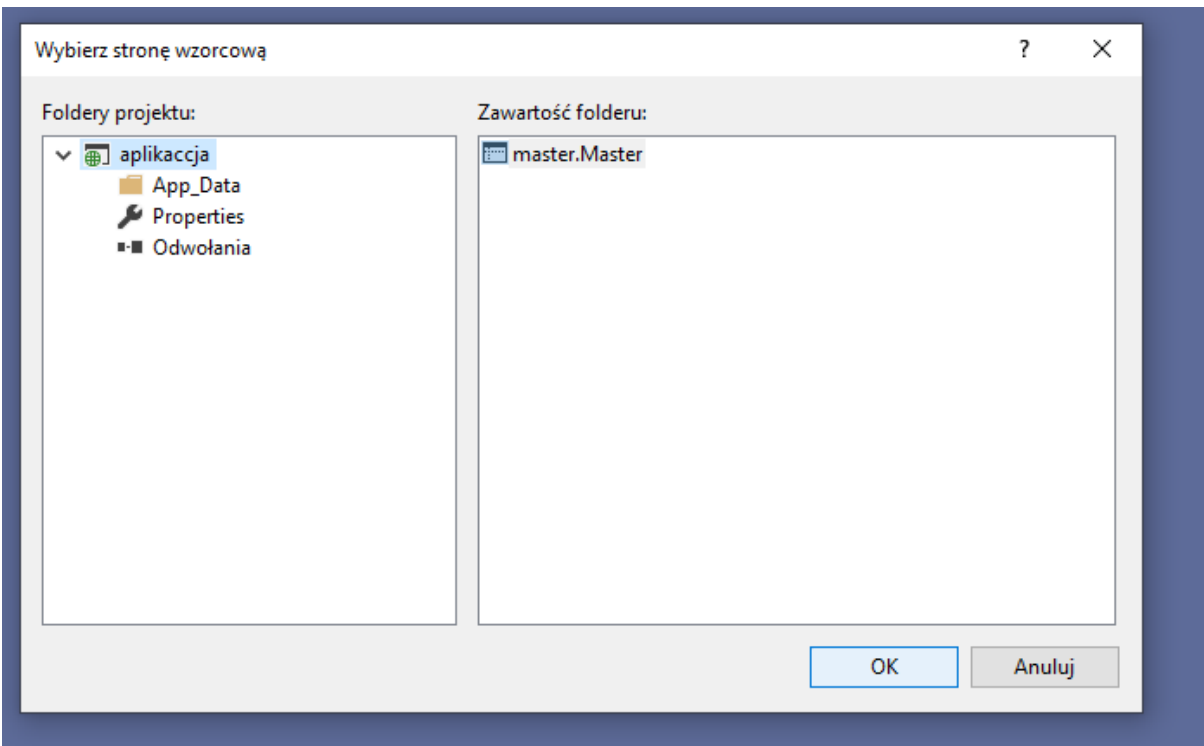 Wybierz stronę wzorcową ?
Foldery projektu:
aplikaccja
App_Data
Properties
Odwołania
Zawartość folderu:
master.Master
OK Anuluj